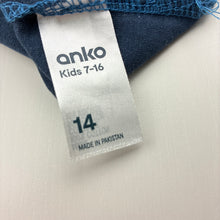 anko
Kids 7-16
14
MADE IN PAKISTAN